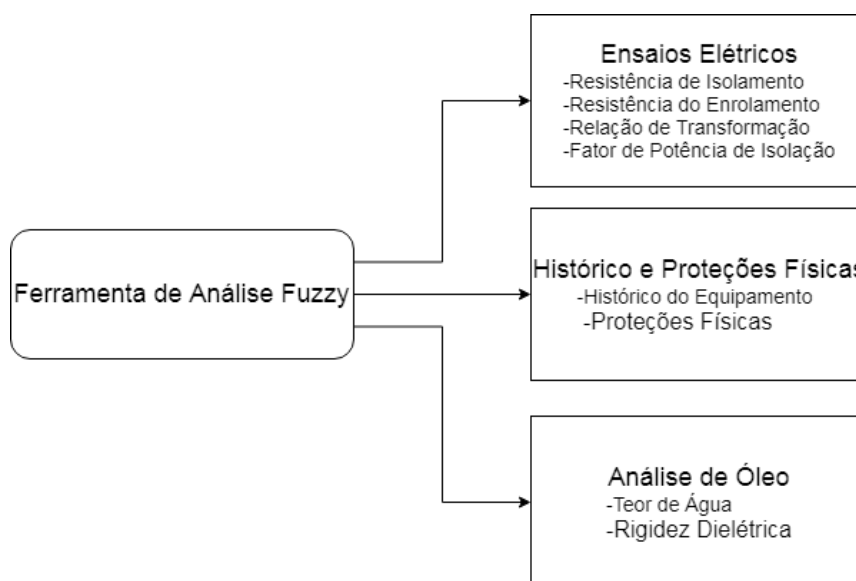 Ensaios Elétricos
-Resistência de Isolamento
-Resistência do Enrolamento
-Relação de Transformação
-Fator de Potência de Isolação
Ferramenta de Análise Fuzzy
Histórico e Proteções Físicas
-Histórico do Equipamento
-Proteções Físicas
Análise de Óleo
-Teor de Água
-Rigidez Dielétrica